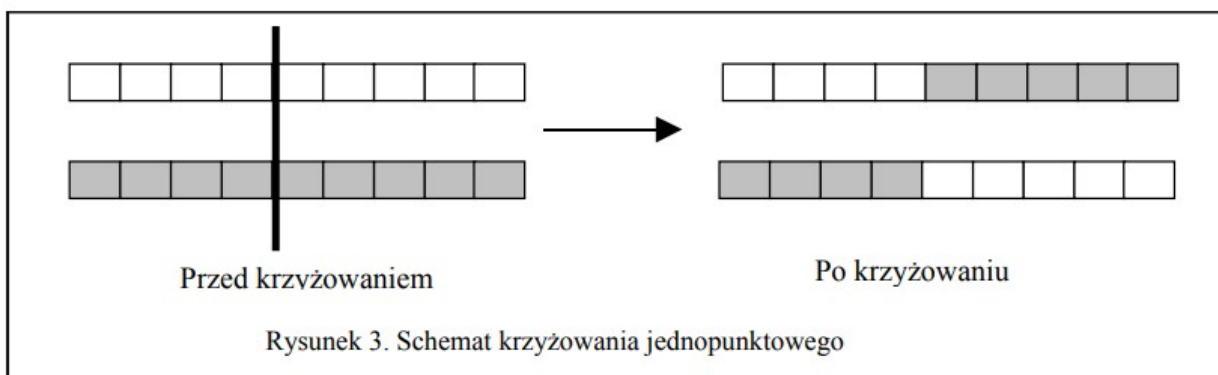 Przed krzyżowaniem
Po krzyżowaniu
Rysunek 3. Schemat krzyżowania jednopunktowego